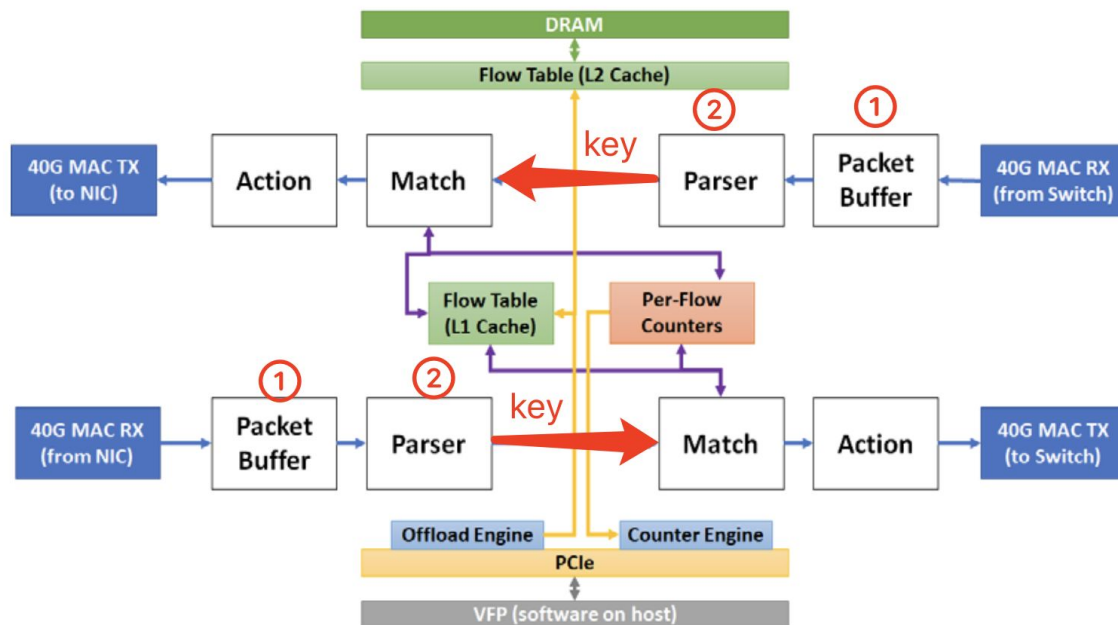 DRAM
Flow Table (L2 Cache)
②
①
key
40G MAC TX
(to NIC)
Action
Match
Parser
Packet
Buffer
40G MAC RX
(from Switch)
Flow Table
(L1 Cache)
Per-Flow
Counters
①
②
key
40G MAC RX
(from NIC)
Packet
Buffer
Parser
Match
Action
40G MAC TX
(to Switch)
Offload Engine
Counter Engine
PCIe
VFP (software on host)